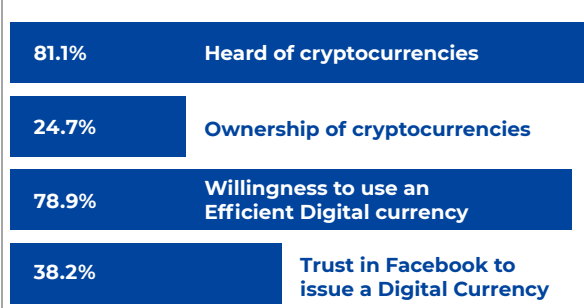 81.1% Heard of cryptocurrencies
24.7% Ownership of cryptocurrencies
78.9% Willingness to use an
Efficient Digital currency
38.2% Trust in Facebook to
issue a Digital Currency